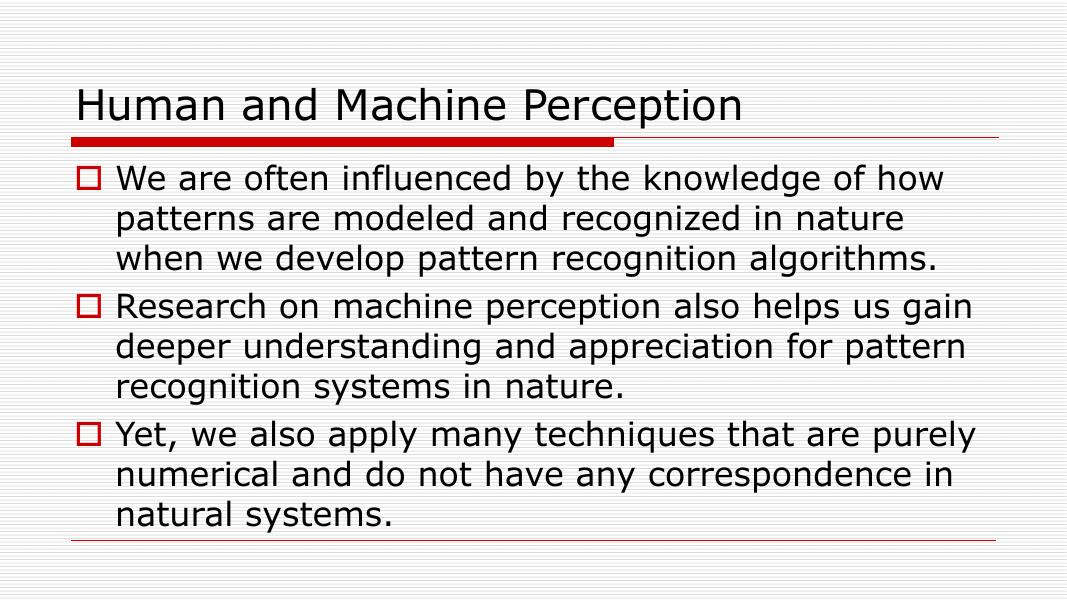 Human and Machine Perception
We are often influenced by the knowledge of how
patterns are modeled and recognized in nature
when we develop pattern recognition algorithms.
Research on machine perception also helps us gain
deeper understanding and appreciation for pattern
recognition systems in nature.
Yet, we also apply many techniques that are purely
numerical and do not have any correspondence in
natural systems.